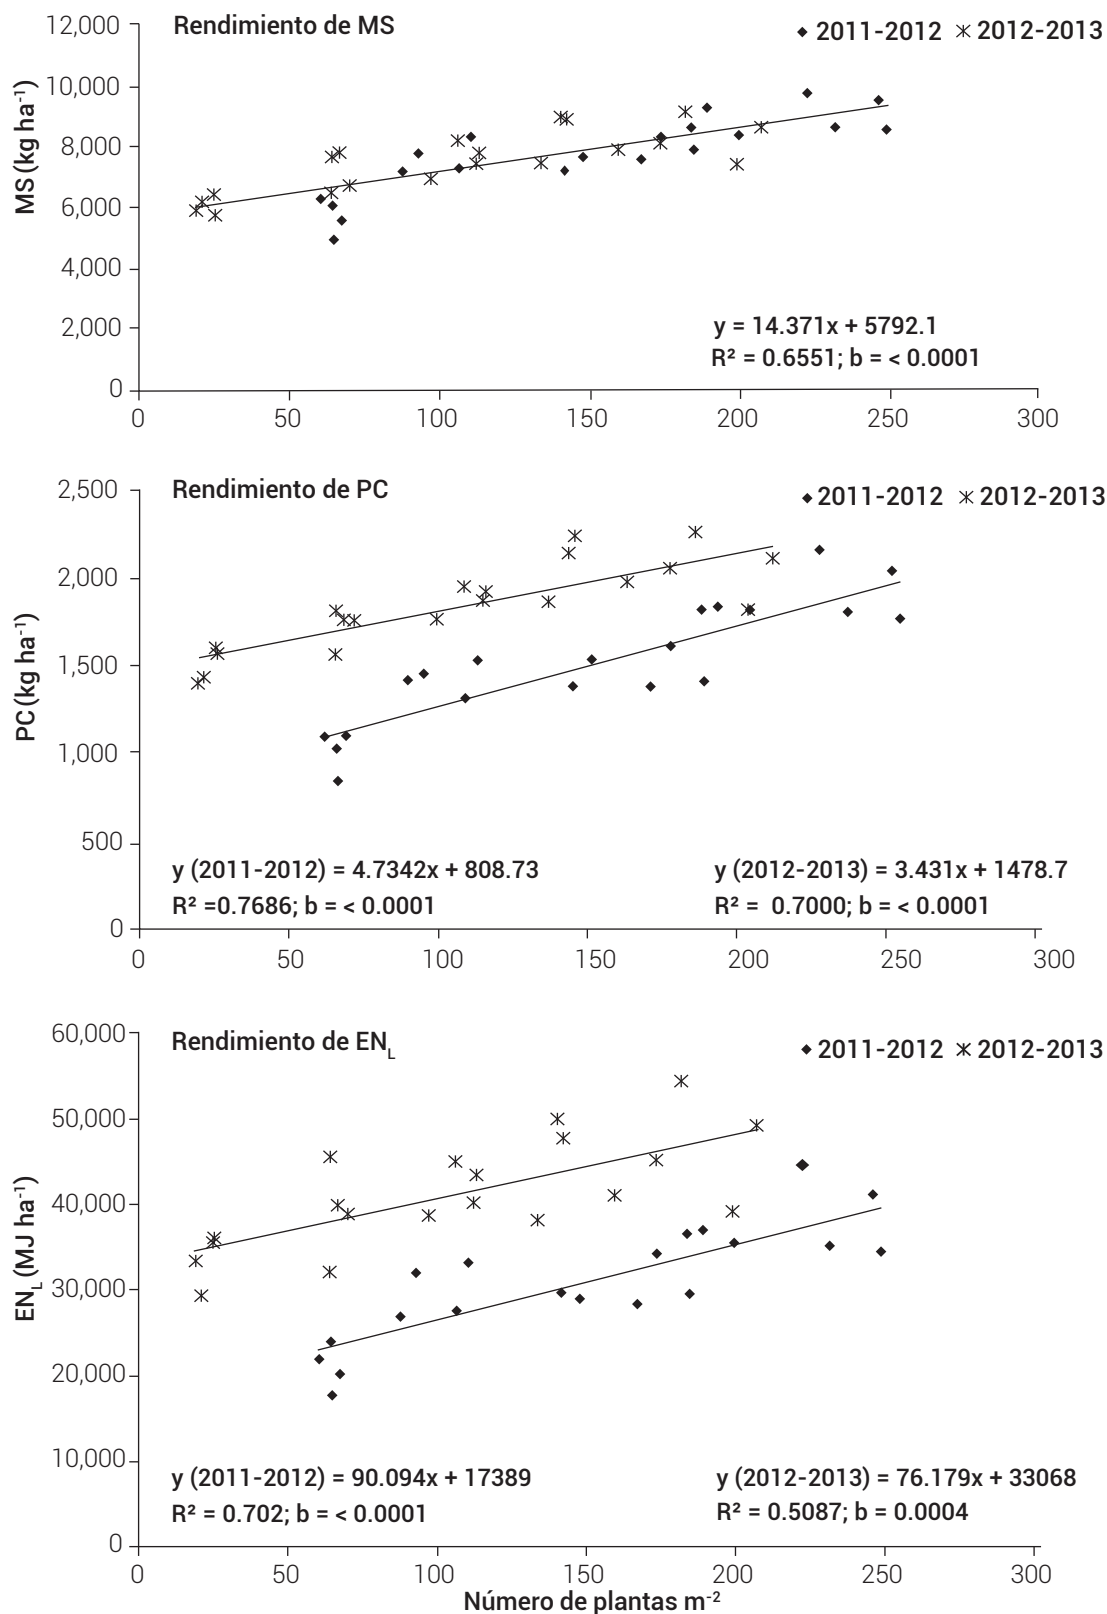 Rendimiento de MS
◆ 2011-2012 ✳ 2012-2013
MS (kg ha⁻¹)
12,000
10,000
8,000
6,000
4,000
2,000
0
y = 14.371x + 5792.1
R² = 0.6551; b = < 0.0001
0 50 100 150 200 250 300
Rendimiento de PC
◆ 2011-2012 ✳ 2012-2013
PC (kg ha⁻¹)
2,500
2,000
1,500
1,000
500
0
y (2011-2012) = 4.7342x + 808.73
R² =0.7686; b = < 0.0001
y (2012-2013) = 3.431x + 1478.7
R² = 0.7000; b = < 0.0001
0 50 100 150 200 250 300
Rendimiento de EN_L
◆ 2011-2012 ✳ 2012-2013
EN_L (MJ ha⁻¹)
60,000
50,000
40,000
30,000
20,000
10,000
0
y (2011-2012) = 90.094x + 17389
R² = 0.702; b = < 0.0001
y (2012-2013) = 76.179x + 33068
R² = 0.5087; b = 0.0004
0 50 100 150 200 250 300
Número de plantas m⁻²